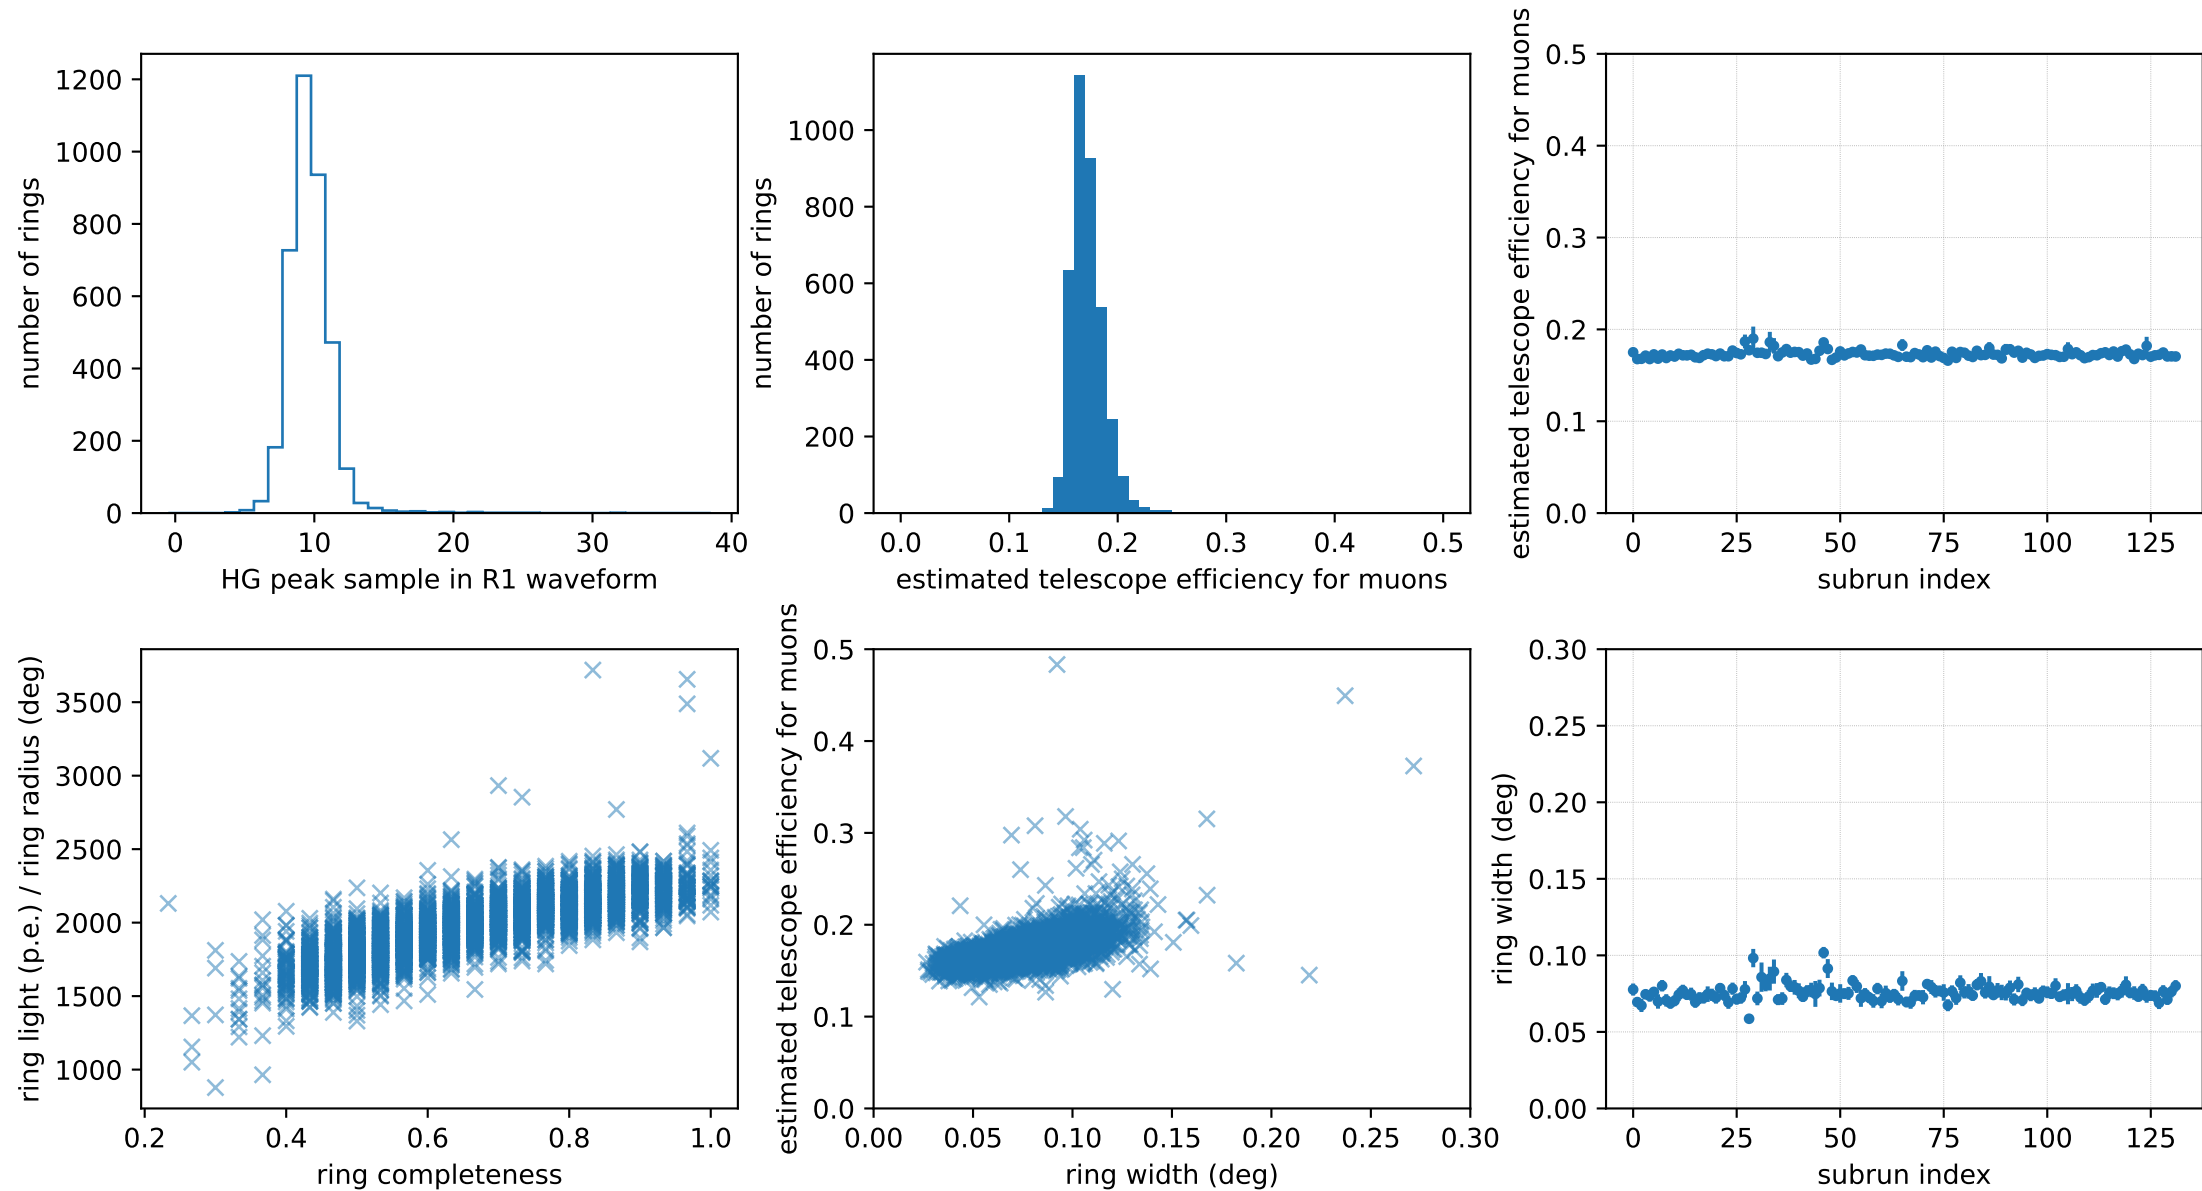 number of rings
1200
1000
800
600
400
200
0
0 10 20 30 40
HG peak sample in R1 waveform
number of rings
1000
800
600
400
200
0
0.0 0.1 0.2 0.3 0.4 0.5
estimated telescope efficiency for muons
estimated telescope efficiency for muons
0.5
0.4
0.3
0.2
0.1
0.0
0 25 50 75 100 125
subrun index
ring light (p.e.) / ring radius (deg)
3500
3000
2500
2000
1500
1000
0.2 0.4 0.6 0.8 1.0
ring completeness
estimated telescope efficiency for muons
0.5
0.4
0.3
0.2
0.1
0.0
0.00 0.05 0.10 0.15 0.20 0.25 0.30
ring width (deg)
ring width (deg)
0.30
0.25
0.20
0.15
0.10
0.05
0.00
0 25 50 75 100 125
subrun index